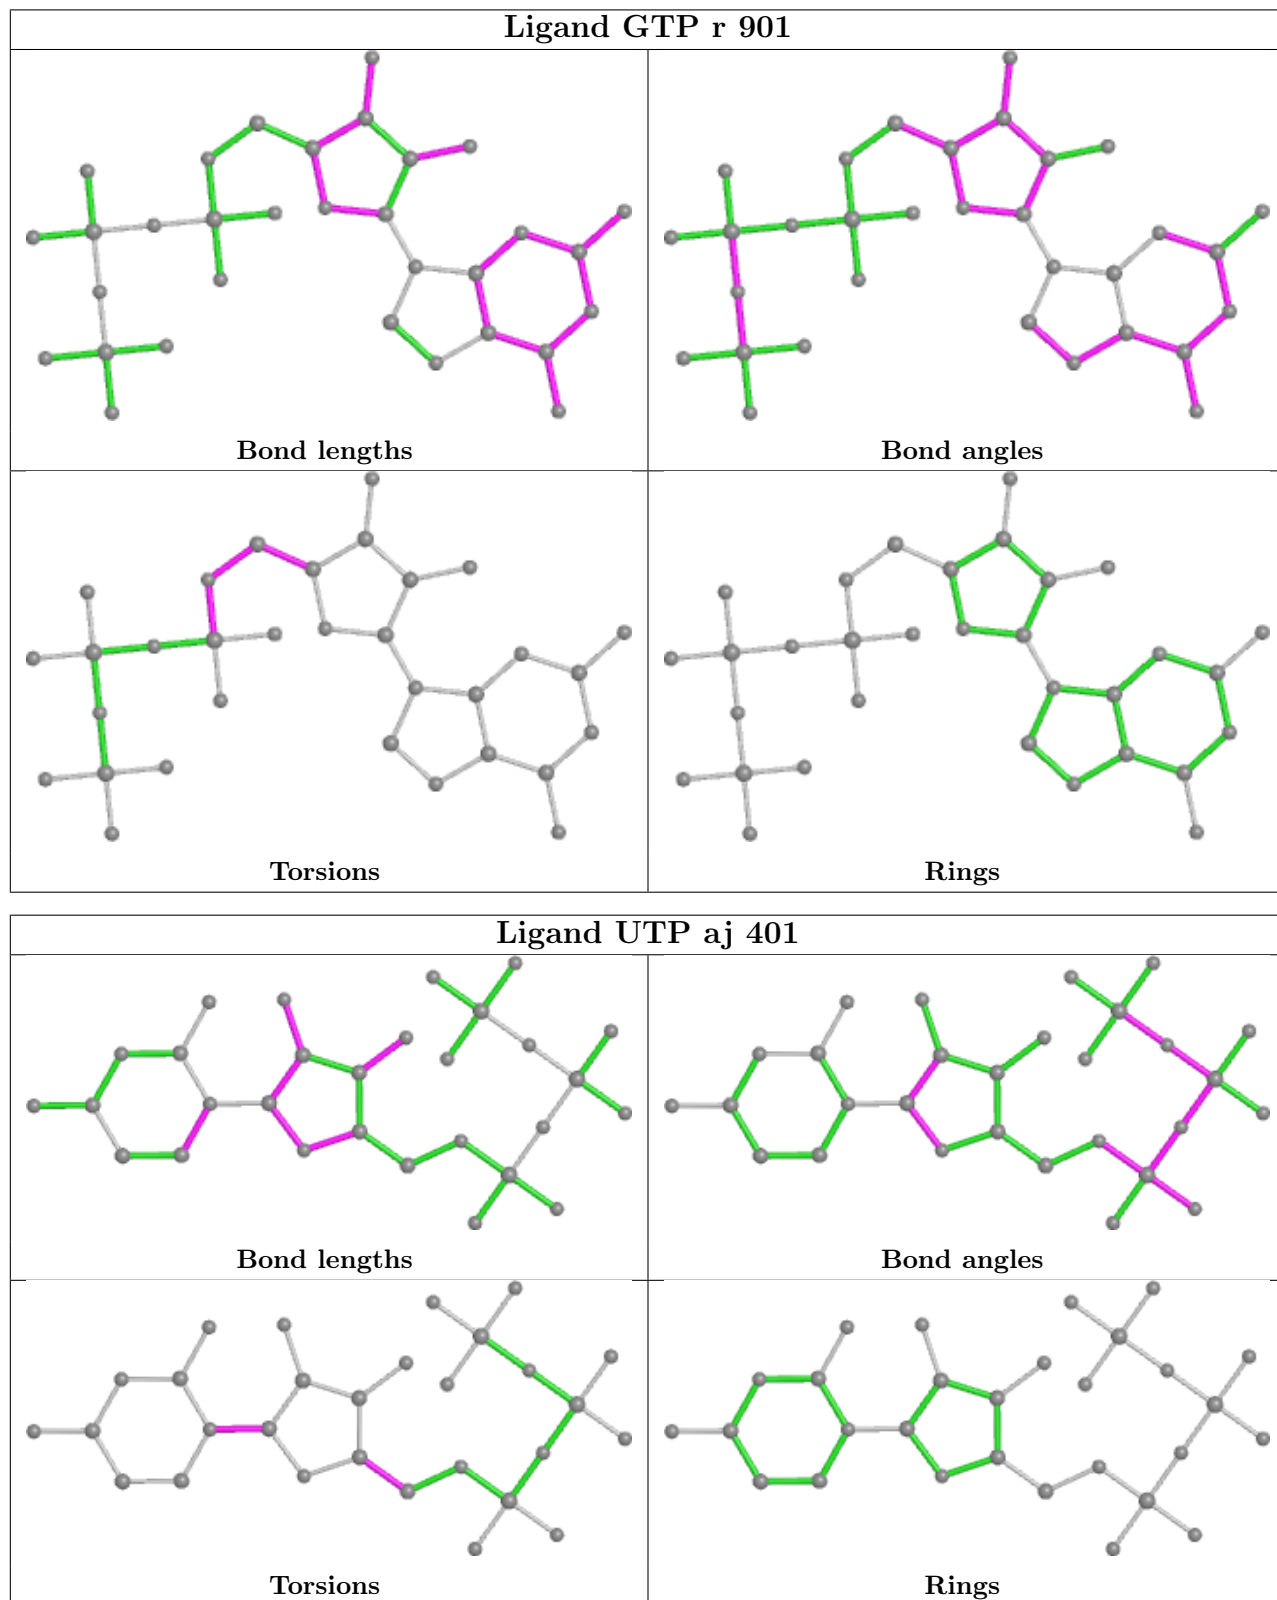 Ligand GTP r 901
Bond lengths
Bond angles
Torsions
Rings
Ligand UTP aj 401
Bond lengths
Bond angles
Torsions
Rings